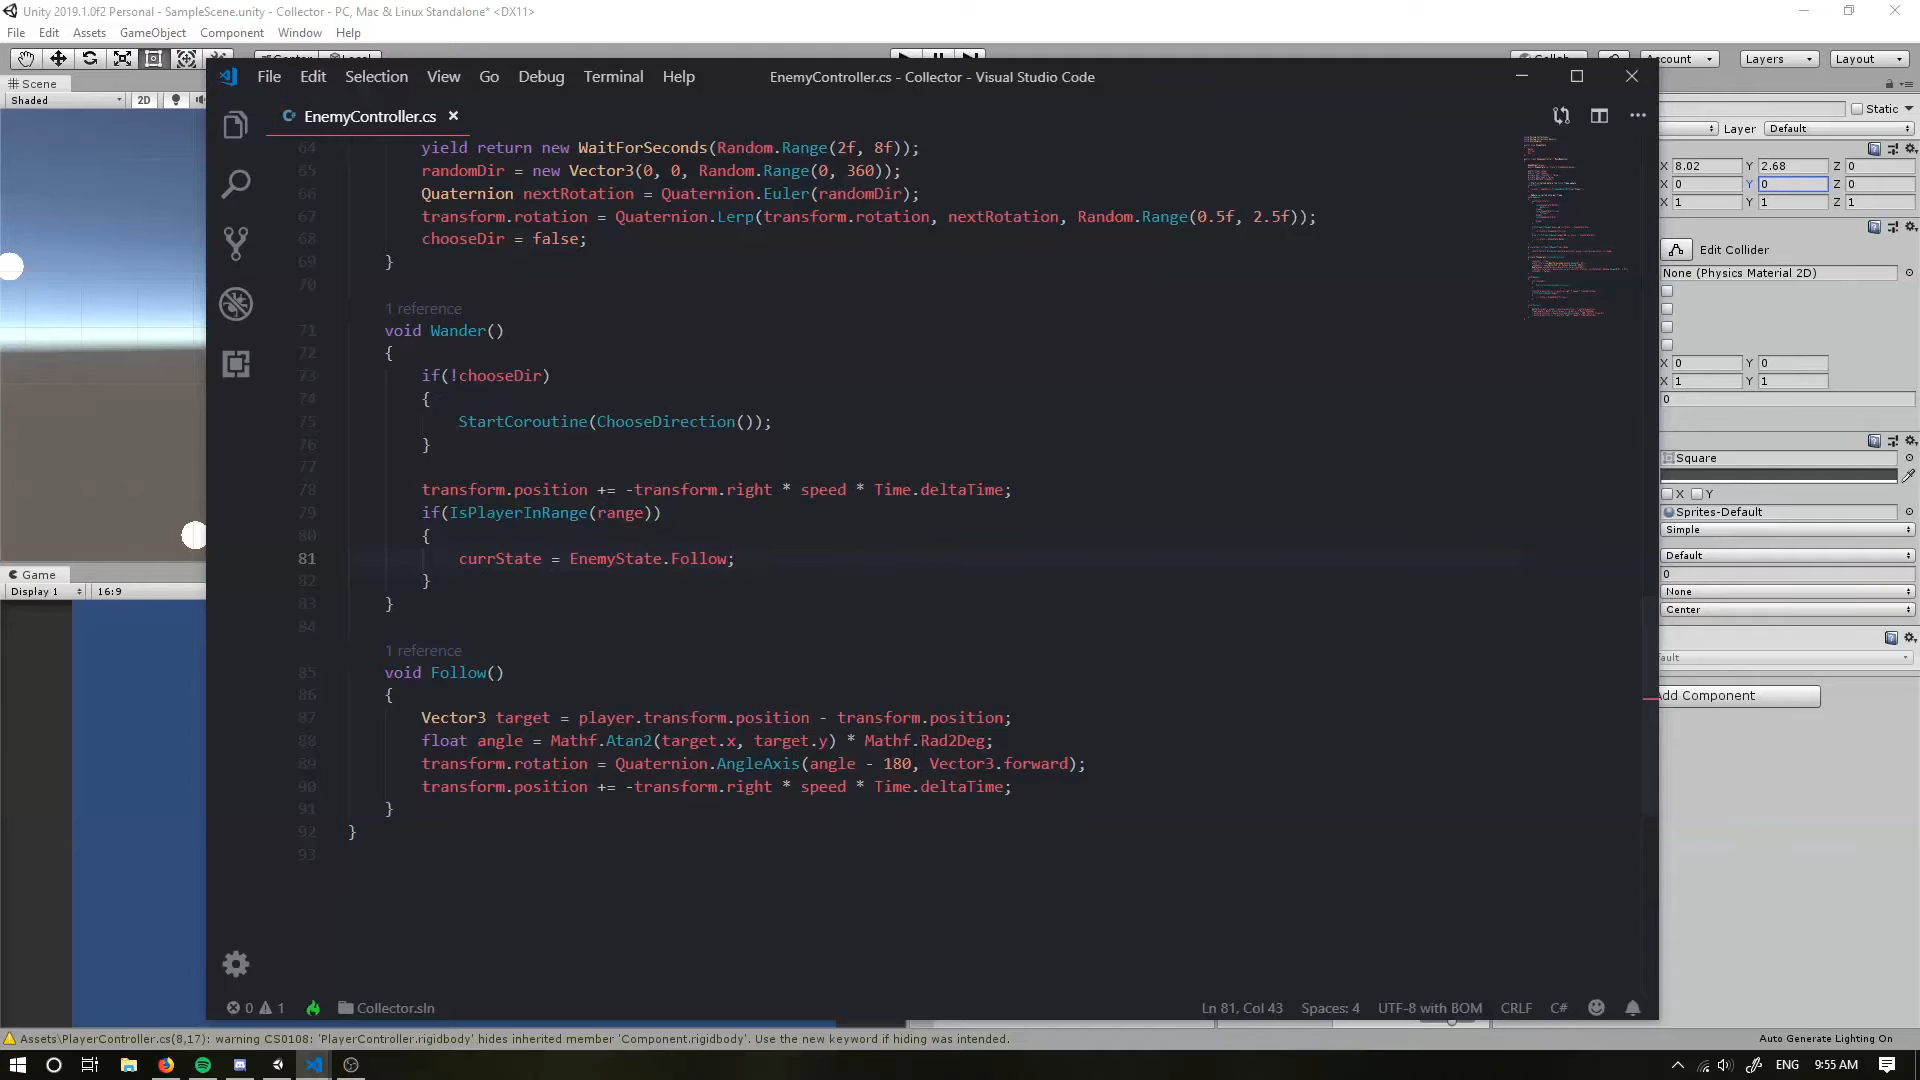 Unity 2019.1.0f2 Personal - SampleScene.unity - Collector - PC, Mac & Linux Standalone* <DX11>
File Edit Assets GameObject Component Window Help
Collab
Account
Layers
Layout
Scene
Shaded
2D
File Edit Selection View Go Debug Terminal Help
EnemyController.cs - Collector - Visual Studio Code
EnemyController.cs
64 yield return new WaitForSeconds(Random.Range(2f, 8f));
65 randomDir = new Vector3(0, 0, Random.Range(0, 360));
66 Quaternion nextRotation = Quaternion.Euler(randomDir);
67 transform.rotation = Quaternion.Lerp(transform.rotation, nextRotation, Random.Range(0.5f, 2.5f));
68 chooseDir = false;
69 }
70
1 reference
71 void Wander()
72 {
73 if(!chooseDir)
74 {
75 StartCoroutine(ChooseDirection());
76 }
77
78 transform.position += -transform.right * speed * Time.deltaTime;
79 if(IsPlayerInRange(range))
80 {
81 currState = EnemyState.Follow;
82 }
83 }
84
1 reference
85 void Follow()
86 {
87 Vector3 target = player.transform.position - transform.position;
88 float angle = Mathf.Atan2(target.x, target.y) * Mathf.Rad2Deg;
89 transform.rotation = Quaternion.AngleAxis(angle - 180, Vector3.forward);
90 transform.position += -transform.right * speed * Time.deltaTime;
91 }
92 }
93
0 1 Collector.sln
Ln 81, Col 43 Spaces: 4 UTF-8 with BOM CRLF C#
Game
Display 1 16:9
Static
Layer Default
X 8.02 Y 2.68 Z 0
X 0 Y 0 Z 0
X 1 Y 1 Z 1
Edit Collider
None (Physics Material 2D)
X 0 Y 0
X 1 Y 1
0
Square
X Y
Sprites-Default
Simple
Default
0
None
Center
Add Component
Assets\PlayerController.cs(8,17): warning CS0108: 'PlayerController.rigidbody' hides inherited member 'Component.rigidbody'. Use the new keyword if hiding was intended.
Auto Generate Lighting On
ENG 9:55 AM